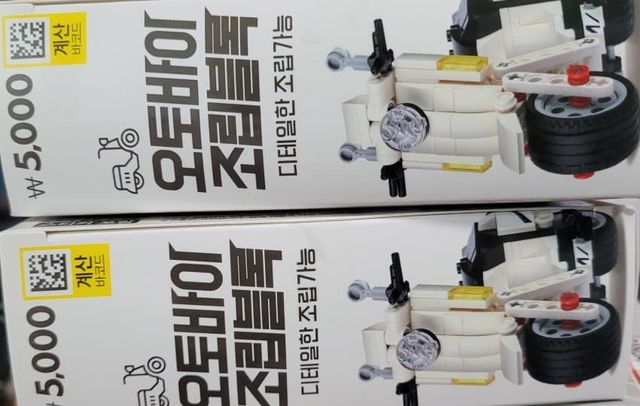 계산
바코드
₩5,000
오토바이
조립블록
디테일한 조립가능
계산
바코드
₩5,000
오토바이
조립블록
디테일한 조립가능